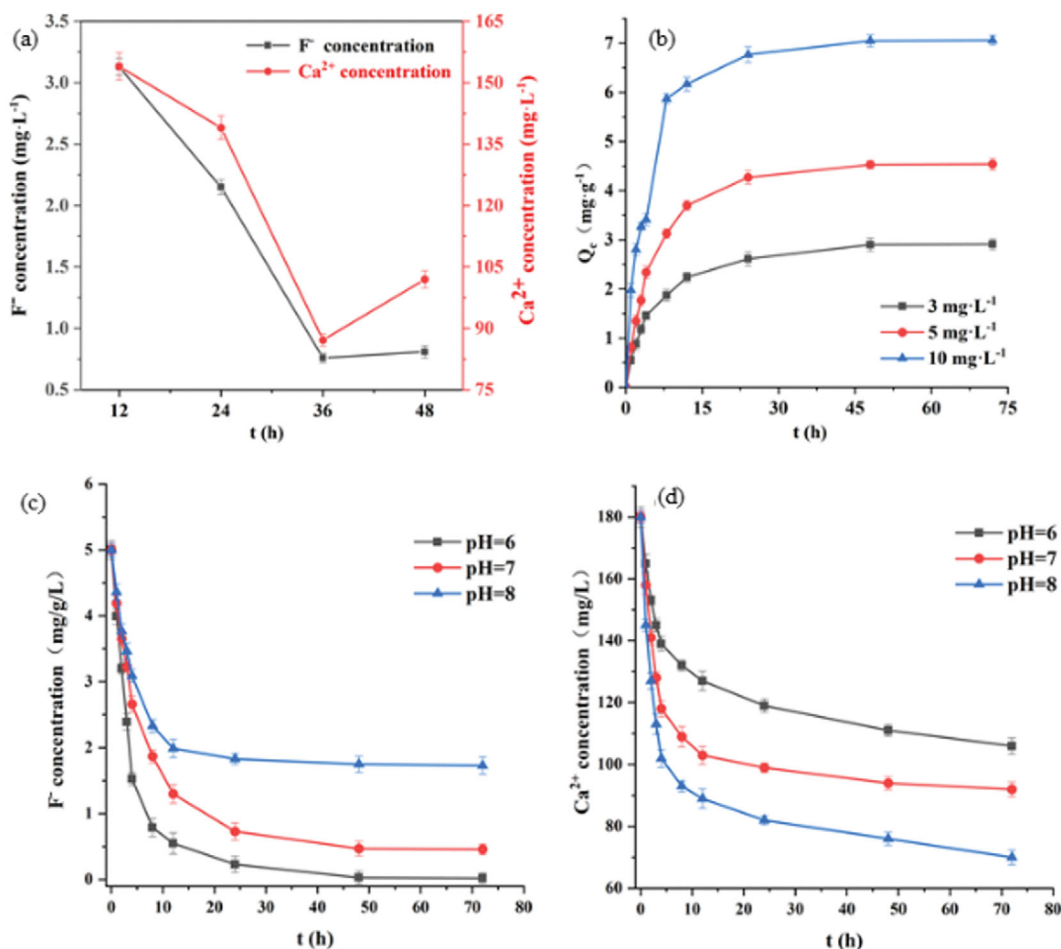 (a)
F⁻ concentration
Ca²⁺ concentration
F⁻ concentration (mg·L⁻¹)
3.5
3.0
2.5
2.0
1.5
1.0
0.5
Ca²⁺ concentration (mg·L⁻¹)
165
150
135
120
105
90
75
12
24
36
48
t (h)
(b)
Qₑ (mg·g⁻¹)
7
6
5
4
3
2
1
0
3 mg·L⁻¹
5 mg·L⁻¹
10 mg·L⁻¹
0
15
30
45
60
75
t (h)
(c)
F⁻ concentration (mg/g/L)
6
5
4
3
2
1
0
pH=6
pH=7
pH=8
0
10
20
30
40
50
60
70
80
t (h)
(d)
Ca²⁺ concentration (mg/L)
180
160
140
120
100
80
60
pH=6
pH=7
pH=8
0
10
20
30
40
50
60
70
80
t (h)